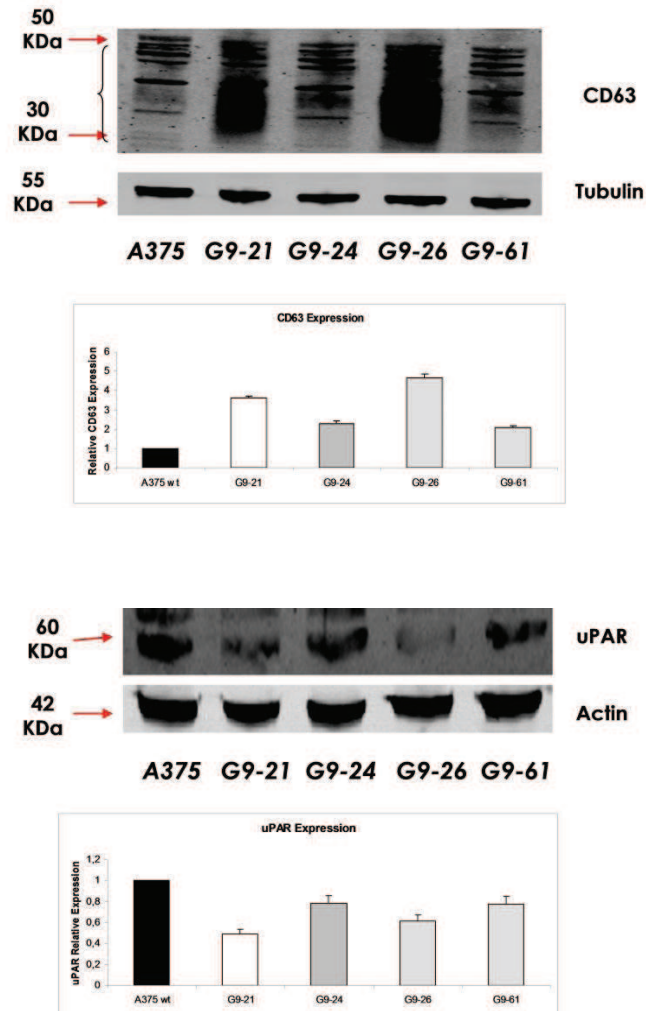 50
KDa
30
KDa
CD63
55
KDa
Tubulin
A375 G9-21 G9-24 G9-26 G9-61
CD63 Expression
Relative CD63 Expression
6
5
4
3
2
1
0
A375 wt G9-21 G9-24 G9-26 G9-61
60
KDa
uPAR
42
KDa
Actin
A375 G9-21 G9-24 G9-26 G9-61
uPAR Expression
uPAR Relative Expression
1,2
1
0,8
0,6
0,4
0,2
0
A375 wt G9-21 G9-24 G9-26 G9-61